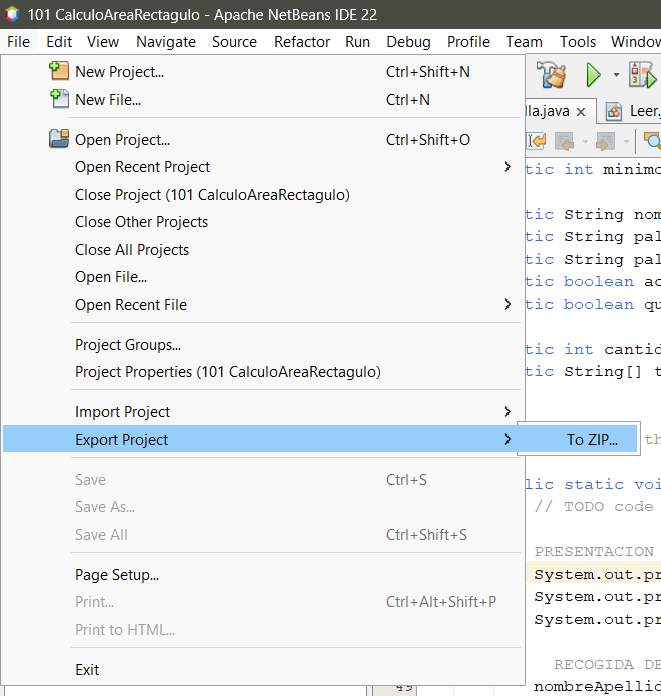 101 CalculoAreaRectagulo - Apache NetBeans IDE 22
File Edit View Navigate Source Refactor Run Debug Profile Team Tools Window
New Project... Ctrl+Shift+N
New File... Ctrl+N
lla.java Leer.
Open Project... Ctrl+Shift+O
Open Recent Project
tic int minimo
Close Project (101 CalculoAreaRectagulo)
Close Other Projects
tic String nom
tic String pal
Close All Projects
tic String pal
Open File...
tic boolean ac
Open Recent File
tic boolean qu
Project Groups...
tic int cantid
Project Properties (101 CalculoAreaRectagulo)
tic String[] t
Import Project
Export Project
To ZIP...
th
Save Ctrl+S
lic static voi
Save As...
// TODO code
Save All Ctrl+Shift+S
PRESENTACION
Page Setup...
System.out.pr
Print... Ctrl+Alt+Shift+P
System.out.pr
Print to HTML...
System.out.pr
Exit
RECOGIDA DE
49
nombreApellid